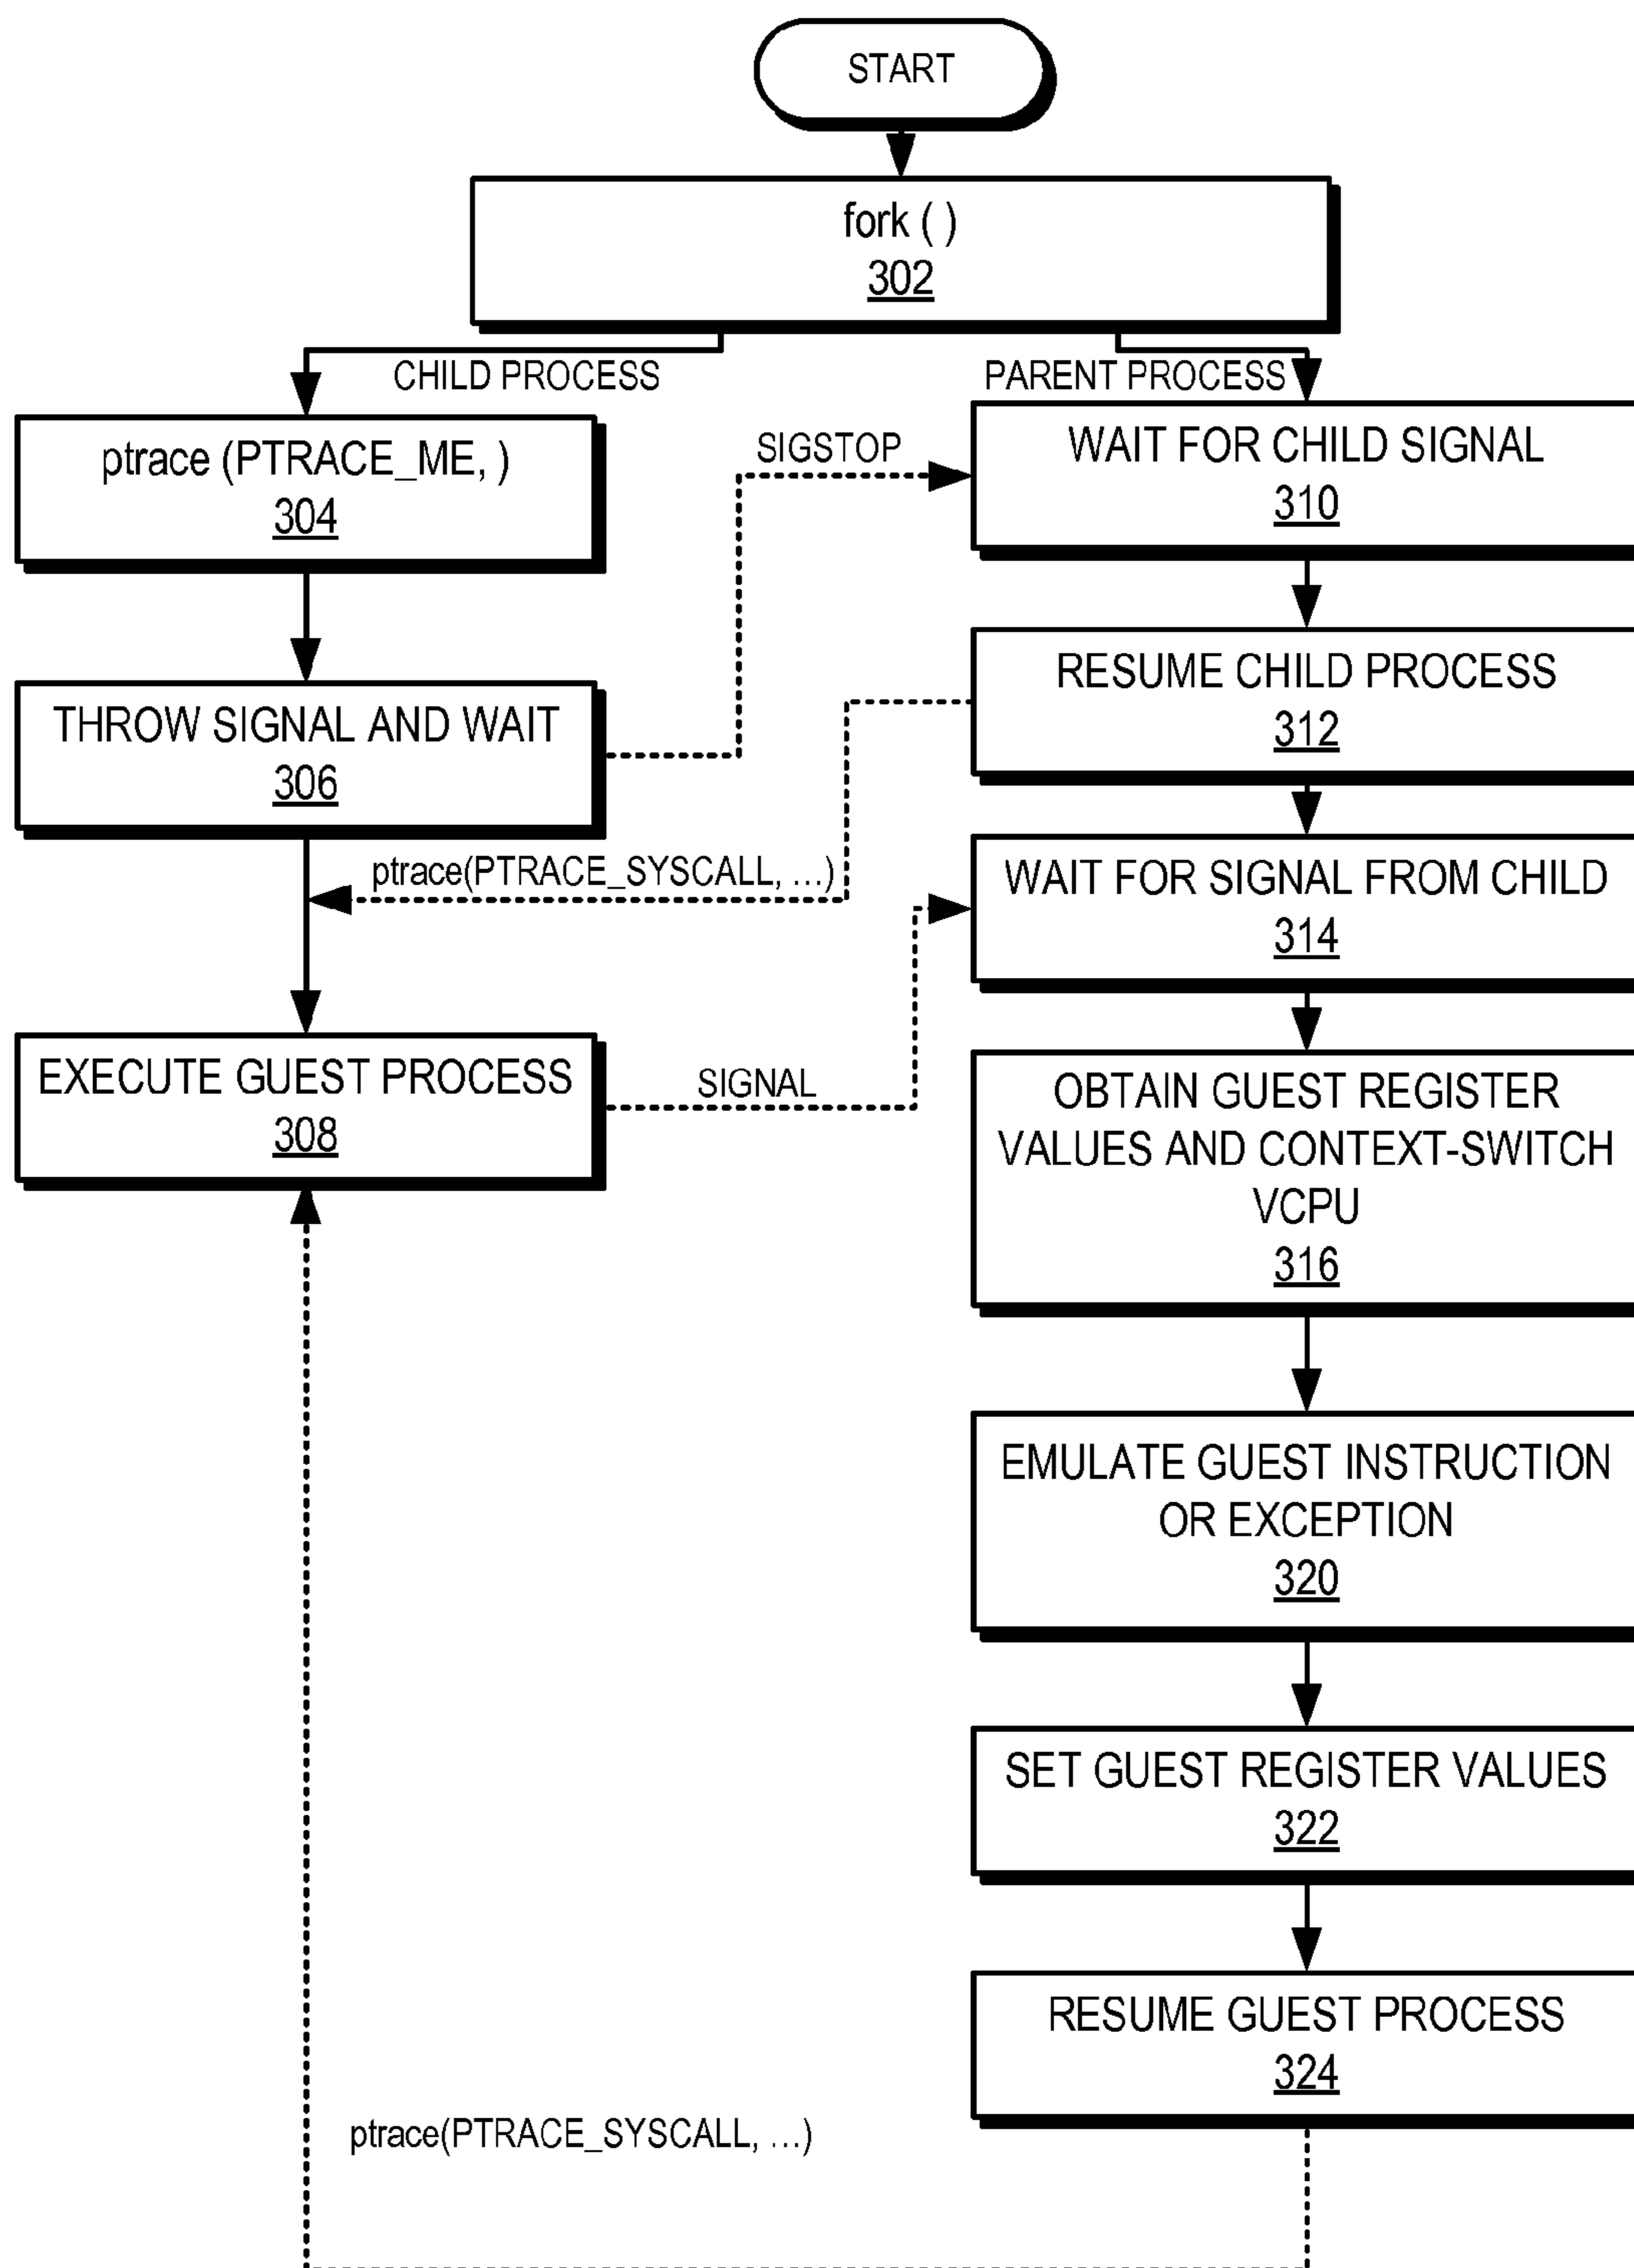 START
fork ( )
302
CHILD PROCESS
PARENT PROCESS
ptrace (PTRACE_ME, )
304
SIGSTOP
WAIT FOR CHILD SIGNAL
310
THROW SIGNAL AND WAIT
306
RESUME CHILD PROCESS
312
ptrace(PTRACE_SYSCALL, ...)
WAIT FOR SIGNAL FROM CHILD
314
EXECUTE GUEST PROCESS
308
SIGNAL
OBTAIN GUEST REGISTER
VALUES AND CONTEXT-SWITCH
VCPU
316
EMULATE GUEST INSTRUCTION
OR EXCEPTION
320
SET GUEST REGISTER VALUES
322
RESUME GUEST PROCESS
324
ptrace(PTRACE_SYSCALL, ...)